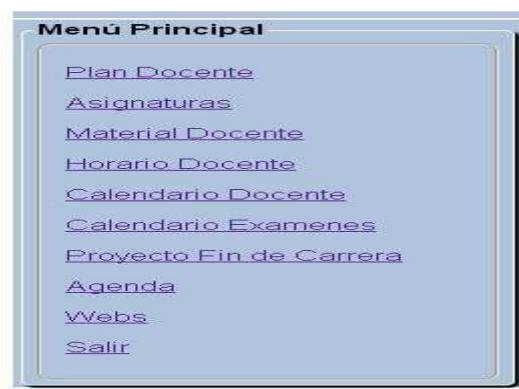 Menú Principal
Plan Docente
Asignaturas
Material Docente
Horario Docente
Calendario Docente
Calendario Examenes
Proyecto Fin de Carrera
Agenda
Webs
Salir